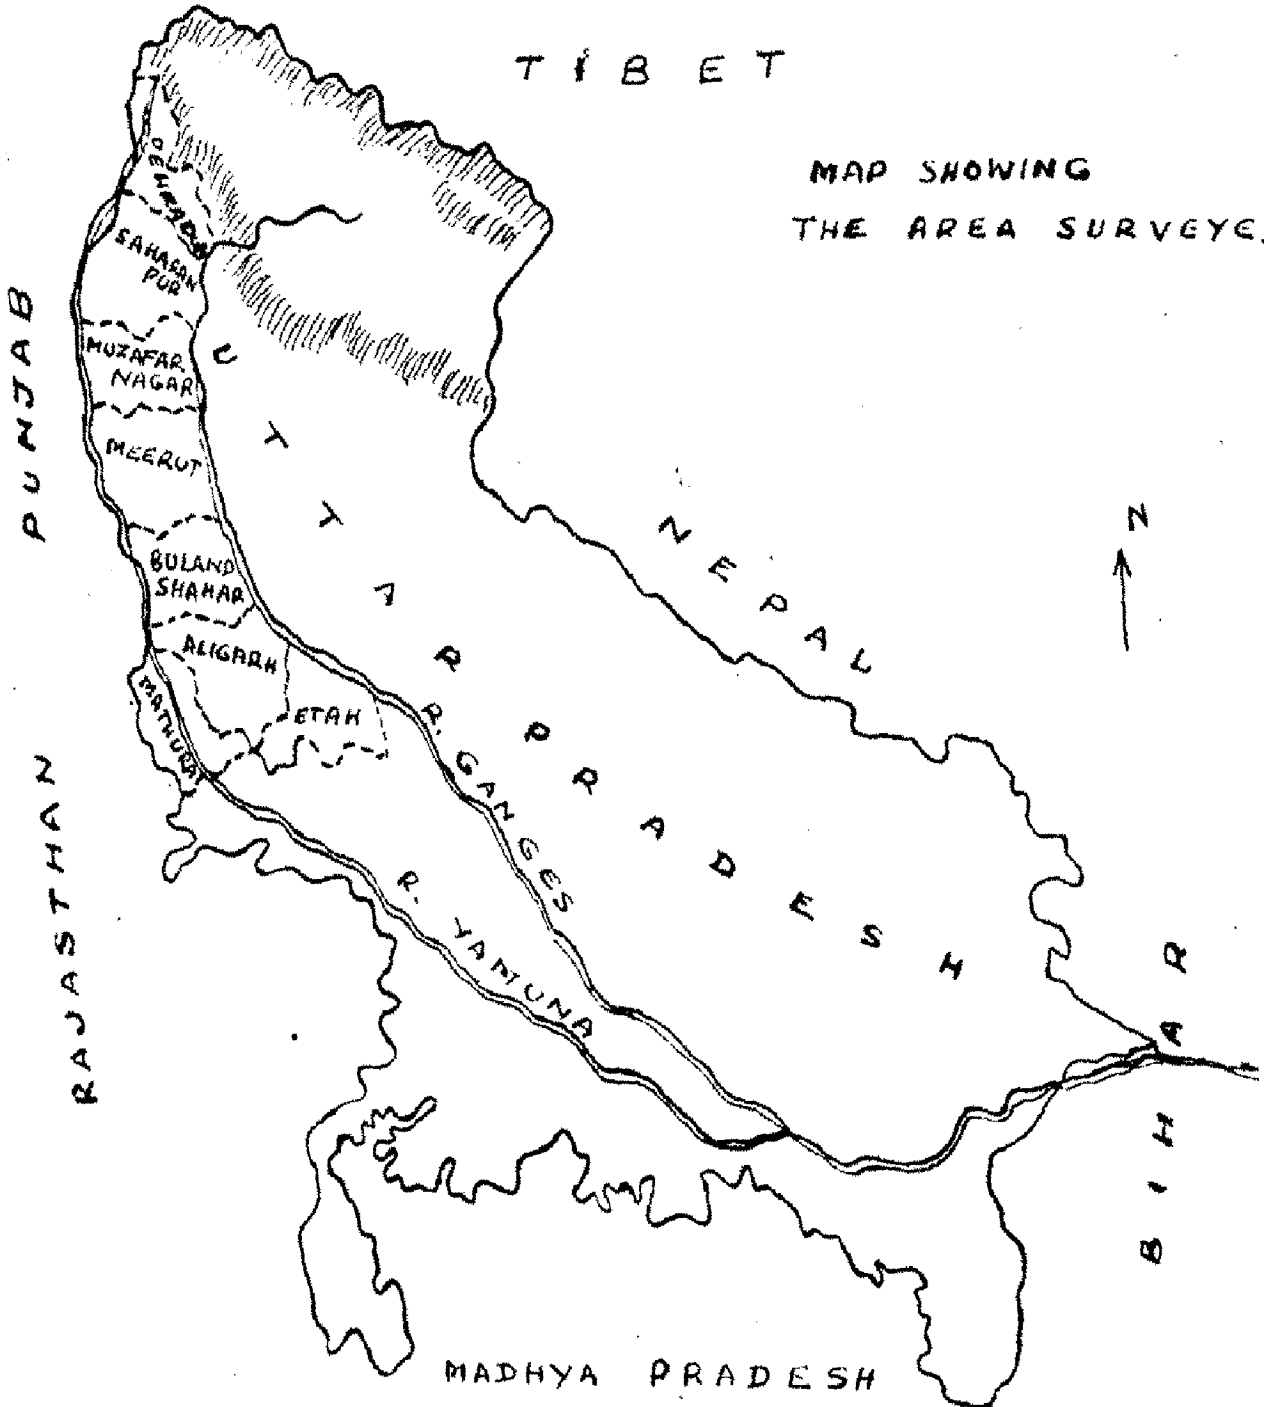 TIBET
MAP SHOWING
THE AREA SURVEYE
DEHRADUN
SAHARAN
PUR
PUNJAB
MUZAFAR
NAGAR
MEERUT
UTTAR PRADESH
NEPAL
N
BULAND
SHAHAR
ALIGARH
MATHURA
ETAH
R. GANGES
R. YAMUNA
RAJASTHAN
BIHAR
MADHYA PRADESH